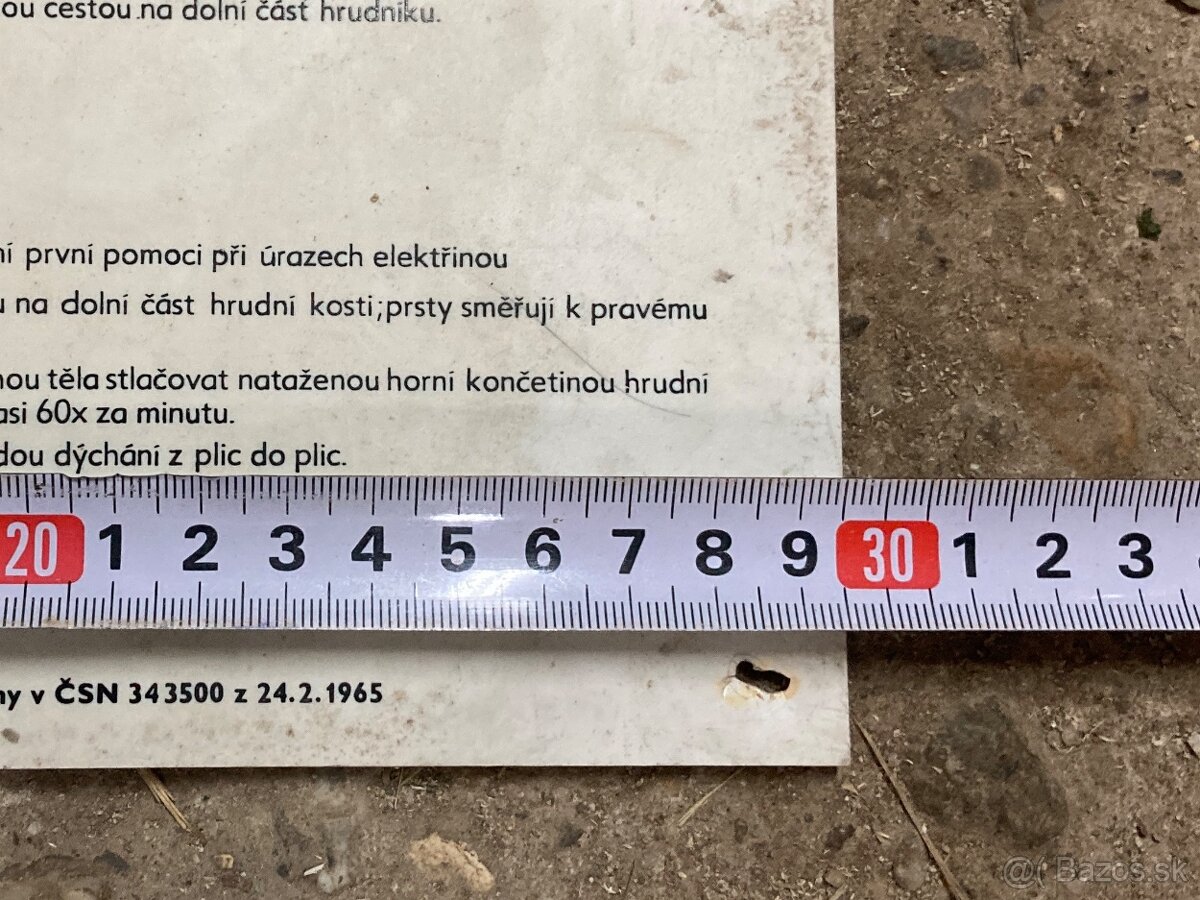 ou cestou na dolní část hrudníku.
ní první pomoci při úrazech elektřinou
u na dolní část hrudní kosti;prsty směřují k pravému
nou těla stlačovat nataženou horní končetinou hrudní
asi 60x za minutu.
dou dýchání z plic do plic.
20 1 2 3 4 5 6 7 8 9 30 1 2 3
ny v ČSN 343500 z 24.2.1965
@( Bazos.sk